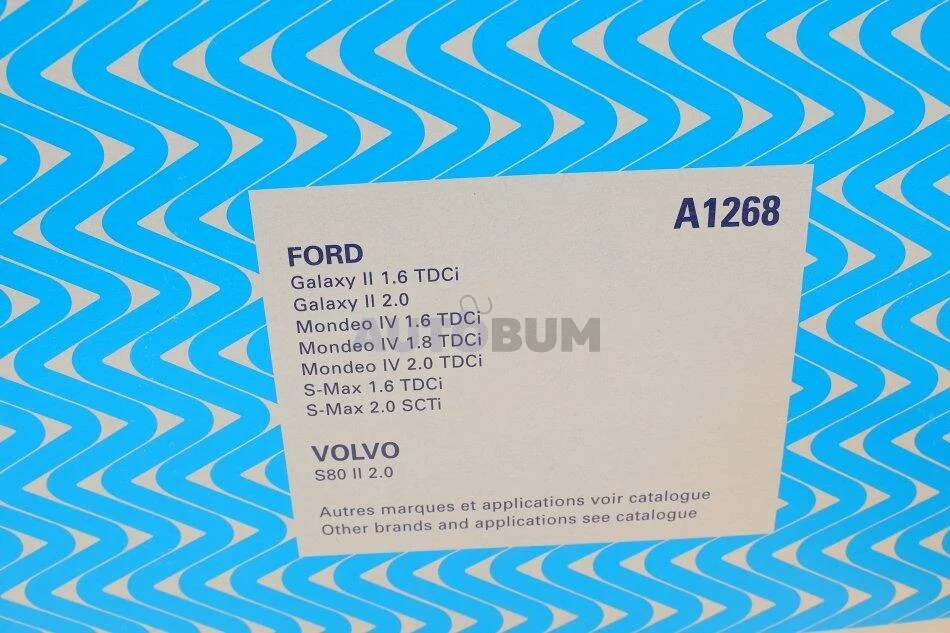 A1268
FORD
Galaxy II 1.6 TDCi
Galaxy II 2.0
Mondeo IV 1.6 TDCi
Mondeo IV 1.8 TDCi
Mondeo IV 2.0 TDCi
S-Max 1.6 TDCi
S-Max 2.0 SCTi
AUTOBUM
VOLVO
S80 II 2.0
Autres marques et applications voir catalogue
Other brands and applications see catalogue